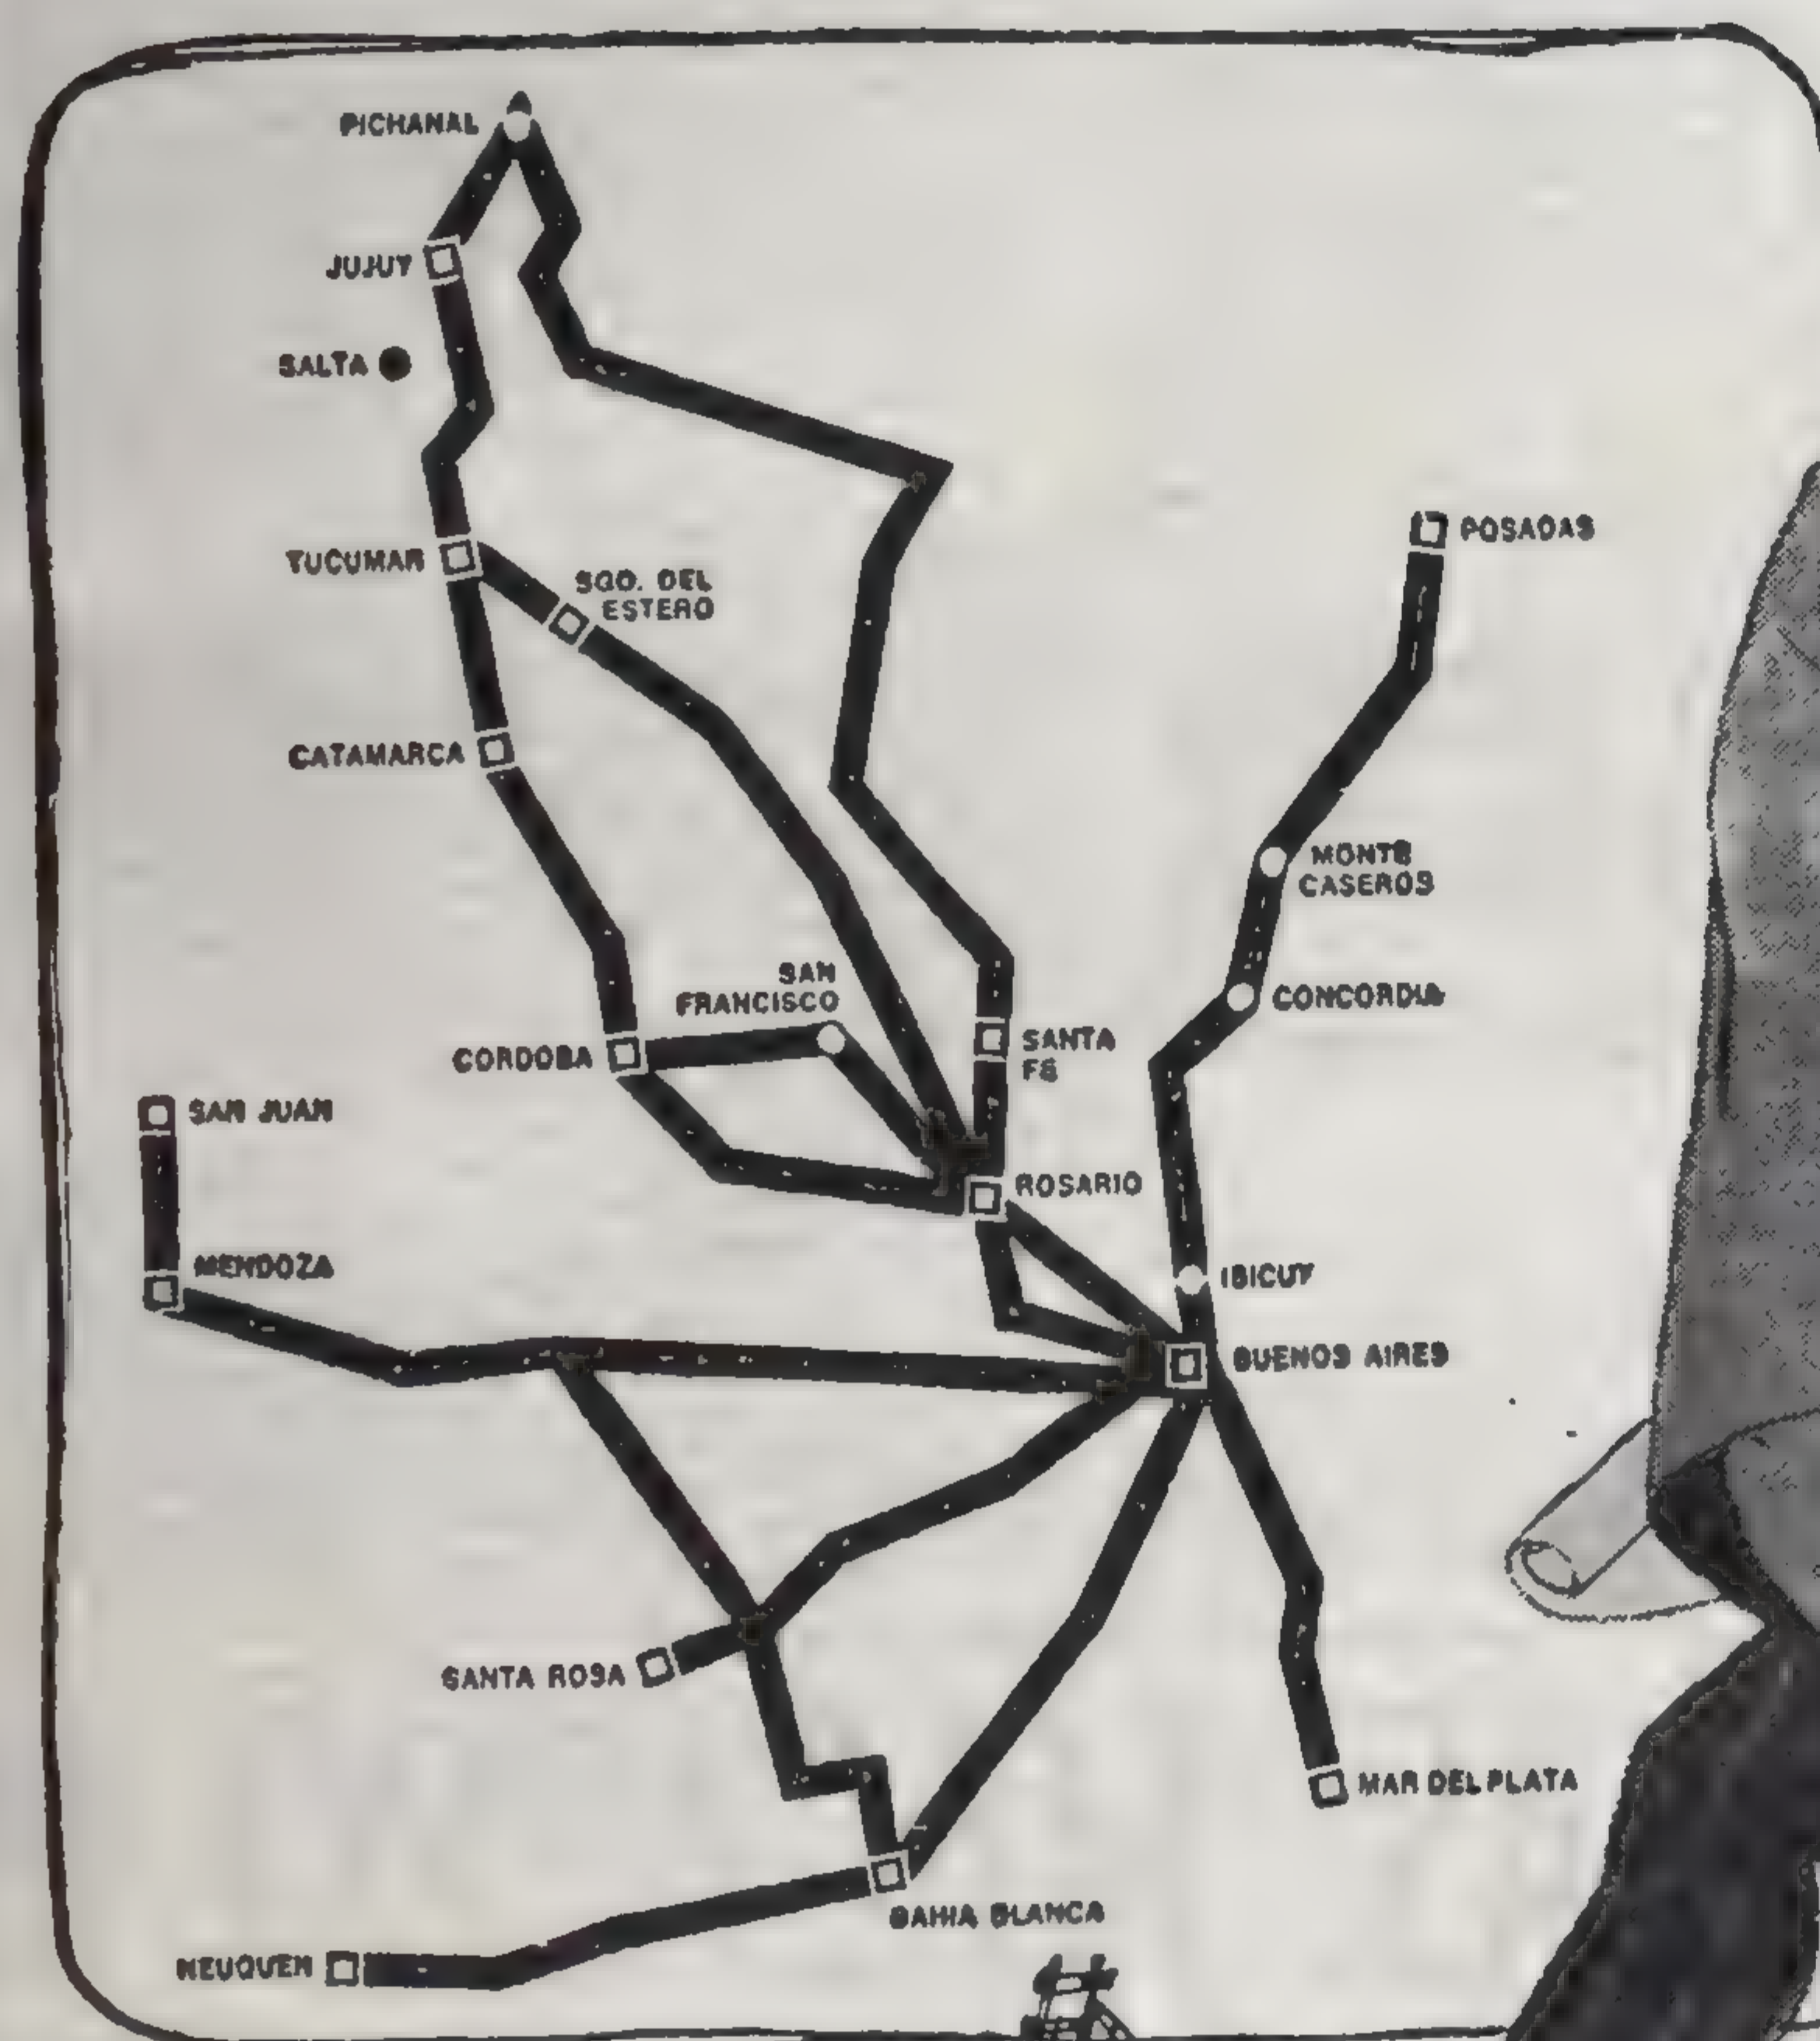 PICHANAL
JUJUY
SALTA
POSADAS
TUCUMAN
SGO. DEL
ESTERO
CATAMARCA
MONTE
CASEROS
SAN
FRANCISCO
CONCORDIA
CORDOBA
SANTA
FE
SAN JUAN
ROSARIO
MENDOZA
IBICUY
BUENOS AIRES
SANTA ROSA
MAR DEL PLATA
BAHIA BLANCA
NEUQUEN